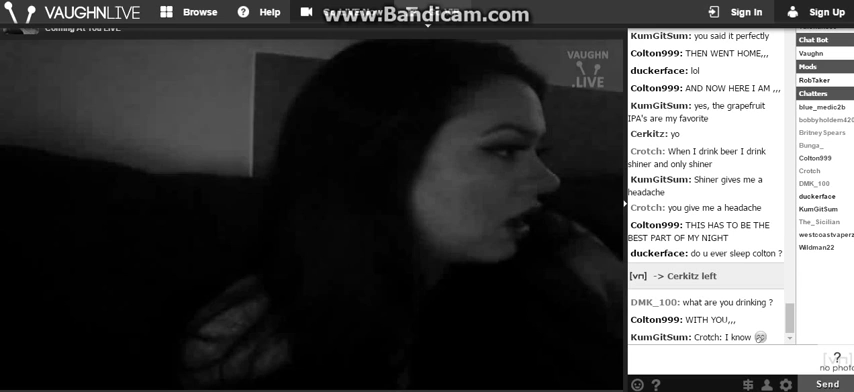 VAUGHNLIVE
Browse
Help
www.Bandicam.com
Sign In
Sign Up
Coming At You LIVE
VAUGHN
.LIVE
KumGitSum: you said it perfectly
Colton999: THEN WENT HOME,,,
duckerface: lol
Colton999: AND NOW HERE I AM ,,,
KumGitSum: yes, the grapefruit
IPA's are my favorite
Cerkitz: yo
Crotch: When I drink beer I drink
shiner and only shiner
KumGitSum: Shiner gives me a
headache
Crotch: you give me a headache
Colton999: THIS HAS TO BE THE
BEST PART OF MY NIGHT
duckerface: do u ever sleep colton ?
[vn] -> Cerkitz left
DMK_100: what are you drinking ?
Colton999: WITH YOU,,,
KumGitSum: Crotch: I know
Chat Bot
Vaughn
Mods
RobTaker
Chatters
blue_medic2b
bobbyholdem420
Britney Spears
Bunga_
Colton999
Crotch
DMK_100
duckerface
KumGitSum
The_Sicilian
westcoastvaperz
Wildman22
[vn]
?
no photo
?
Send